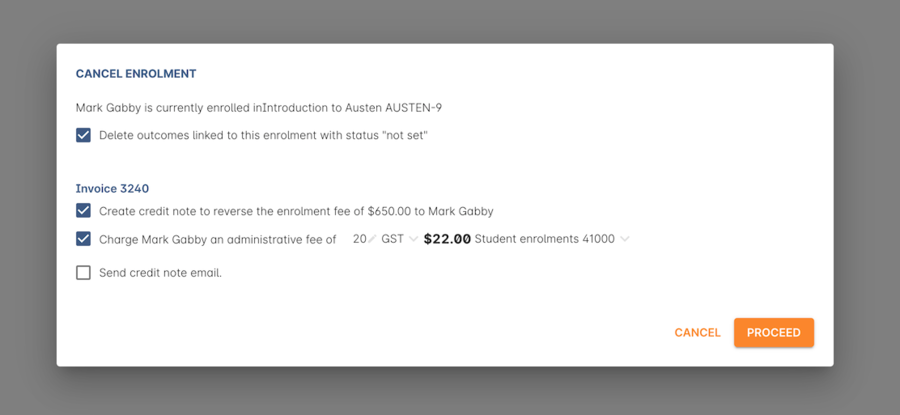 CANCEL ENROLMENT
Mark Gabby is currently enrolled inIntroduction to Austen AUSTEN-9
Delete outcomes linked to this enrolment with status "not set"
Invoice 3240
Create credit note to reverse the enrolment fee of $650.00 to Mark Gabby
Charge Mark Gabby an administrative fee of 20 GST $22.00 Student enrolments 41000
Send credit note email.
CANCEL PROCEED